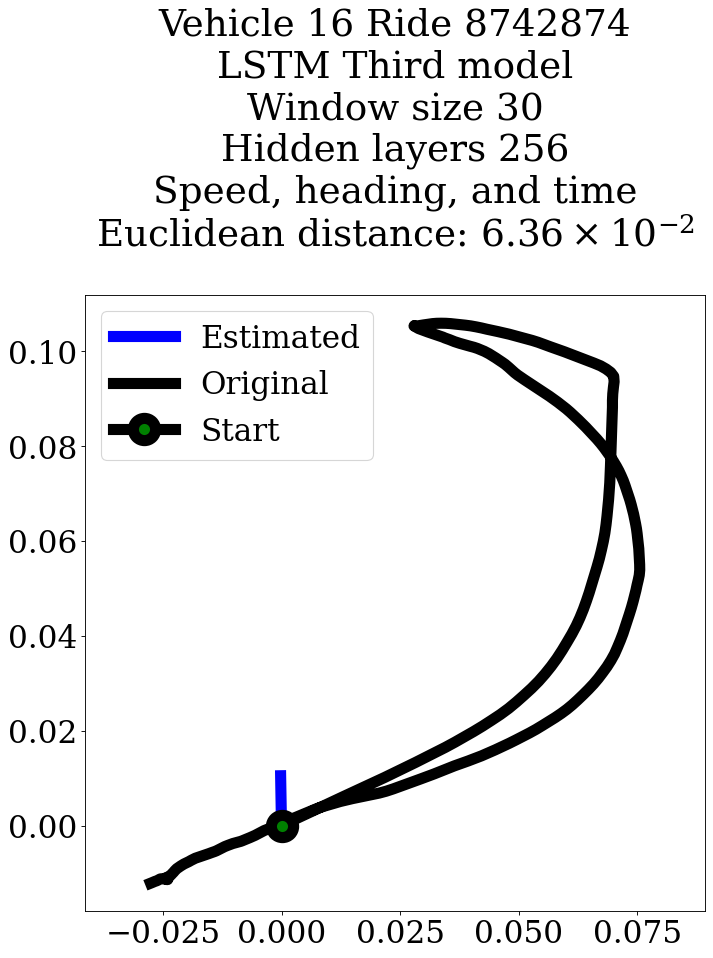 Vehicle 16 Ride 8742874
LSTM Third model
Window size 30
Hidden layers 256
Speed, heading, and time
Euclidean distance: 6.36 × 10⁻²
Estimated
Original
Start
0.10
0.08
0.06
0.04
0.02
0.00
−0.025 0.000 0.025 0.050 0.075